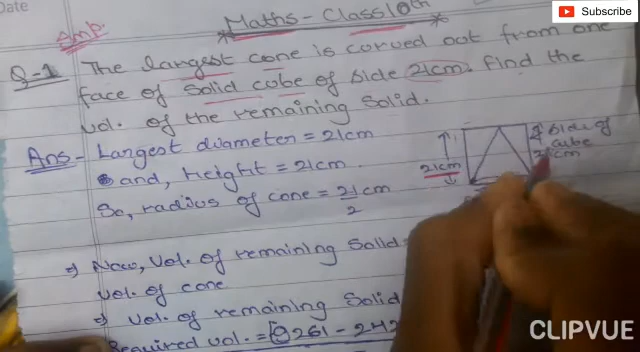 Date
Subscribe
Imp.
Maths - Class 10th
Q-1 The largest cone is curved out from one
face of solid cube of side 21cm. find the
vol. of the remaining solid.
Ans- Largest diameter = 21cm
and, Height = 21cm
So, radius of cone = 21/2 cm
21cm
Side of
cube
21cm
⇒ Now, Vol. of remaining Solid =
vol. of cone
⇒ vol. of remaining Solid
Required vol. = 9261 - 242
CLIPVUE